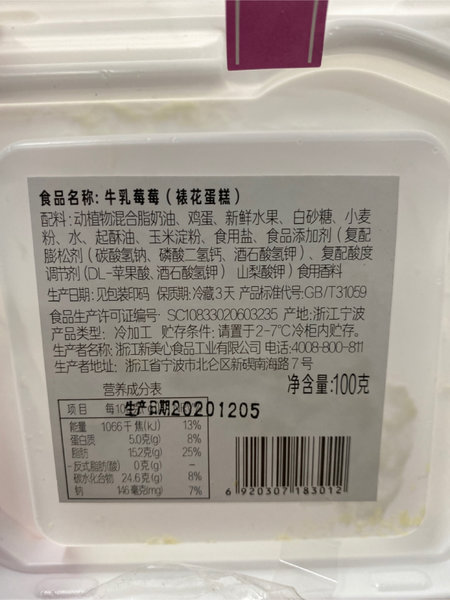 食品名称: 牛乳莓莓（裱花蛋糕）
配料: 动植物混合脂奶油、鸡蛋、新鲜水果、白砂糖、小麦
粉、水、起酥油、玉米淀粉、食用盐、食品添加剂（复配
膨松剂（碳酸氢钠、磷酸二氢钙、酒石酸氢钾）、复配酸度
调节剂(DL-苹果酸、酒石酸氢钾） 山梨酸钾）食用香料
生产日期: 见包装印码 保质期: 冷藏3天 产品标准代号:GB/T31059
食品生产许可证编号: SC10833020603235 产地:浙江宁波
产品类型: 冷加工 贮存条件: 请置于2-7℃冷柜内贮存。
生产者名称: 浙江新美心食品工业有限公司 电话:4008-800-811
生产者地址: 浙江省宁波市北仑区新碶南海路7号
营养成分表 净含量:100克
项目 每10
生产日期20201205
能量 1066千焦(kJ) 13%
蛋白质 5.0克(g) 8%
脂肪 15.2克(g) 25%
-反式脂肪(酸) 0克(g)
碳水化合物 24.6克(g) 8%
钠 146毫克(mg) 7%
6 920307 183012